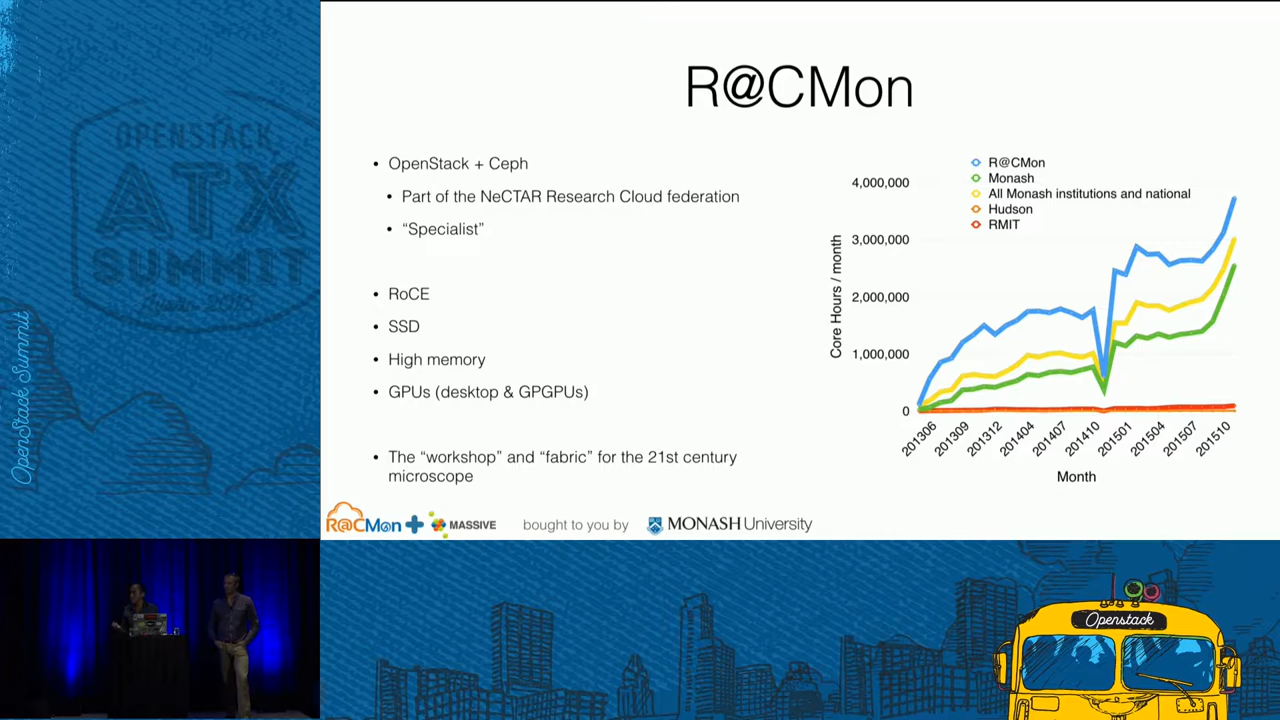 OPENSTACK
ATX
SUMMIT
OpenStack Summit
R@CMon
• OpenStack + Ceph
• Part of the NeCTAR Research Cloud federation
• “Specialist”
• RoCE
• SSD
• High memory
• GPUs (desktop & GPGPUs)
• The “workshop” and “fabric” for the 21st century
microscope
R@CMon
Monash
All Monash institutions and national
Hudson
RMIT
Core Hours / month
4,000,000
3,000,000
2,000,000
1,000,000
0
201306
201309
201312
201404
201407
201410
201501
201504
201507
201510
Month
R@CMon
MASSIVE
bought to you by
MONASH University
Openstack